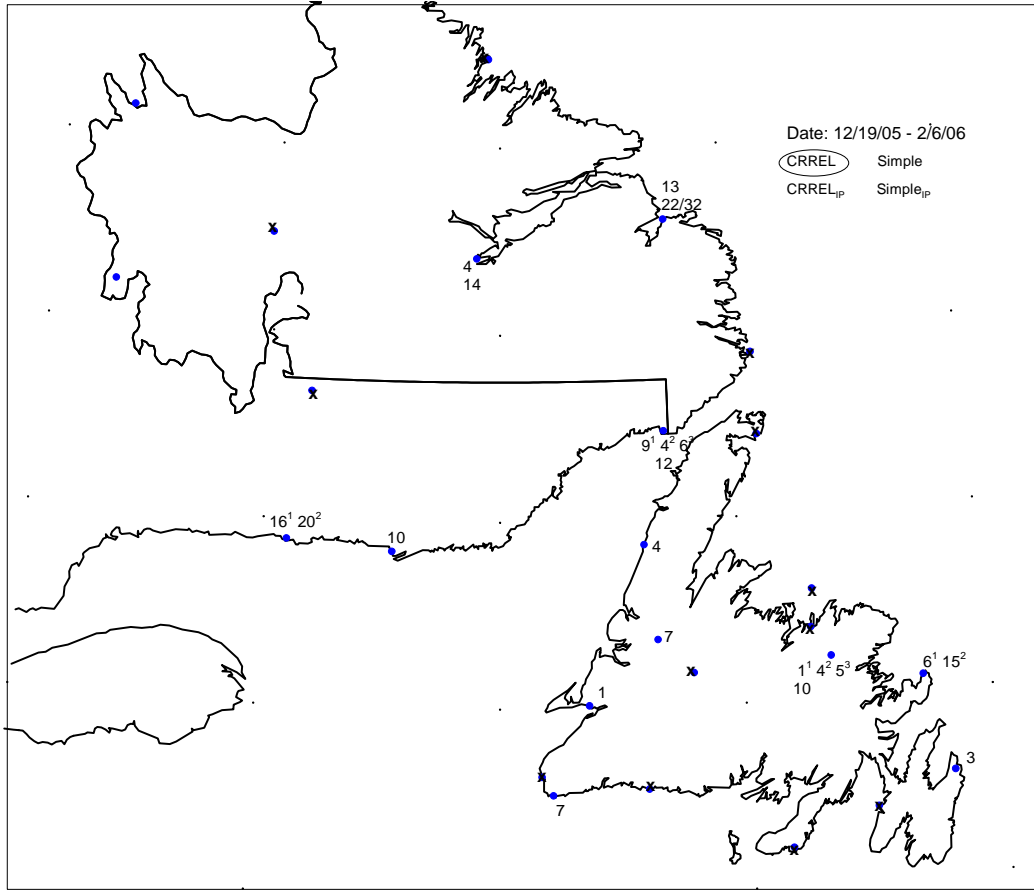 Date: 12/19/05 - 2/6/06
CRREL Simple
CRREL_IP Simple_IP
13
22/32
4
14
x
x
x
x
9¹ 4² 6³
12
16¹ 20²
10
4
x
x
7
x
1¹ 4² 5³
10
6¹ 15²
1
3
x
x
7
x
x